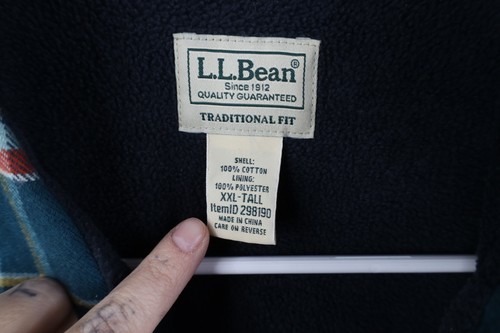 L.L.Bean®
Since 1912
QUALITY GUARANTEED
TRADITIONAL FIT
SHELL:
100% COTTON
LINING:
100% POLYESTER
XXL-TALL
ItemID 298190
MADE IN CHINA
CARE ON REVERSE